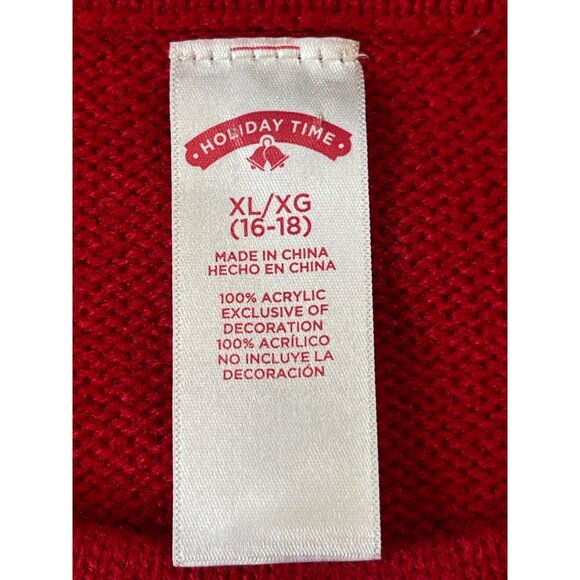 • HOLIDAY TIME •
XL/XG
(16-18)
MADE IN CHINA
HECHO EN CHINA
100% ACRYLIC
EXCLUSIVE OF
DECORATION
100% ACRÍLICO
NO INCLUYE LA
DECORACIÓN